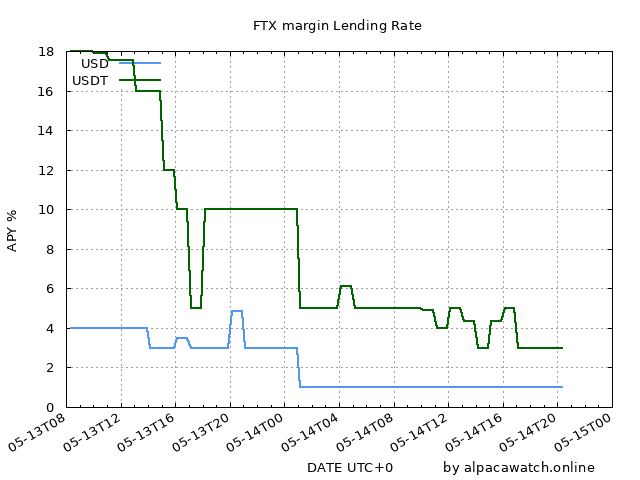 FTX margin Lending Rate
USD
USDT
APY %
18
16
14
12
10
8
6
4
2
0
05-13T08
05-13T12
05-13T16
05-13T20
05-14T00
05-14T04
05-14T08
05-14T12
05-14T16
05-14T20
05-15T00
DATE UTC+0
by alpacawatch.online